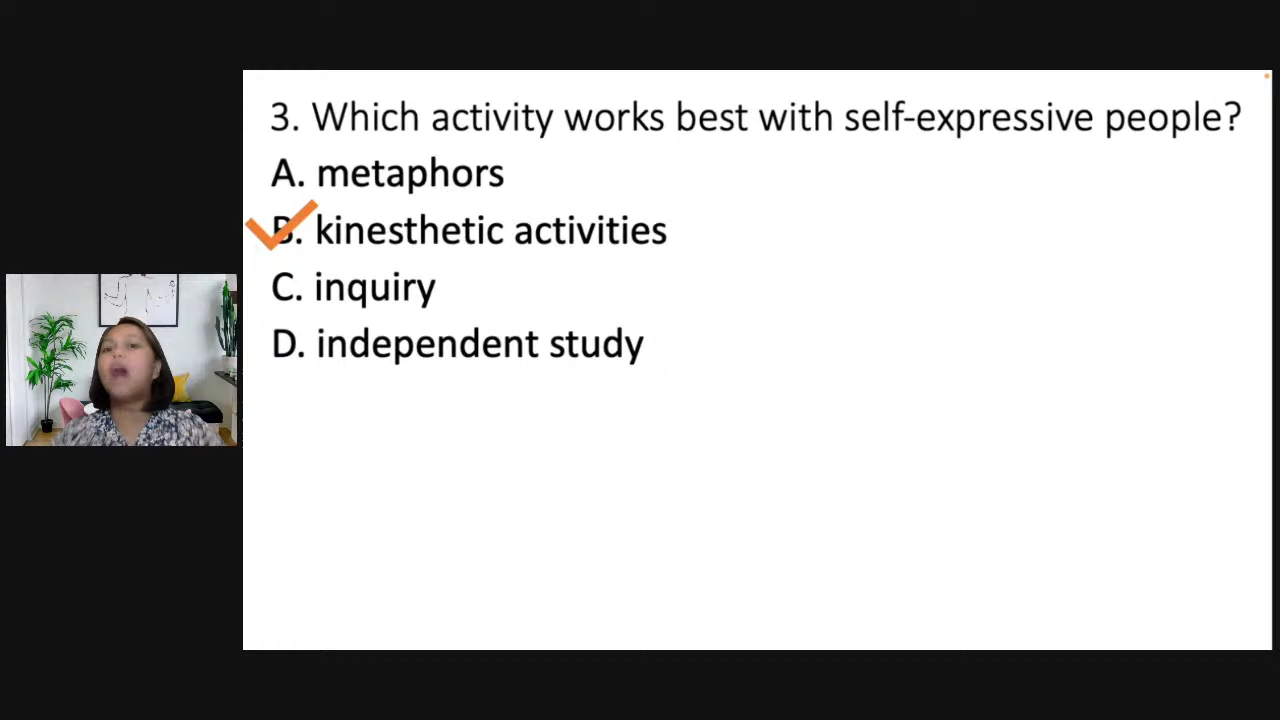 3. Which activity works best with self-expressive people?
A. metaphors
B. kinesthetic activities
C. inquiry
D. independent study